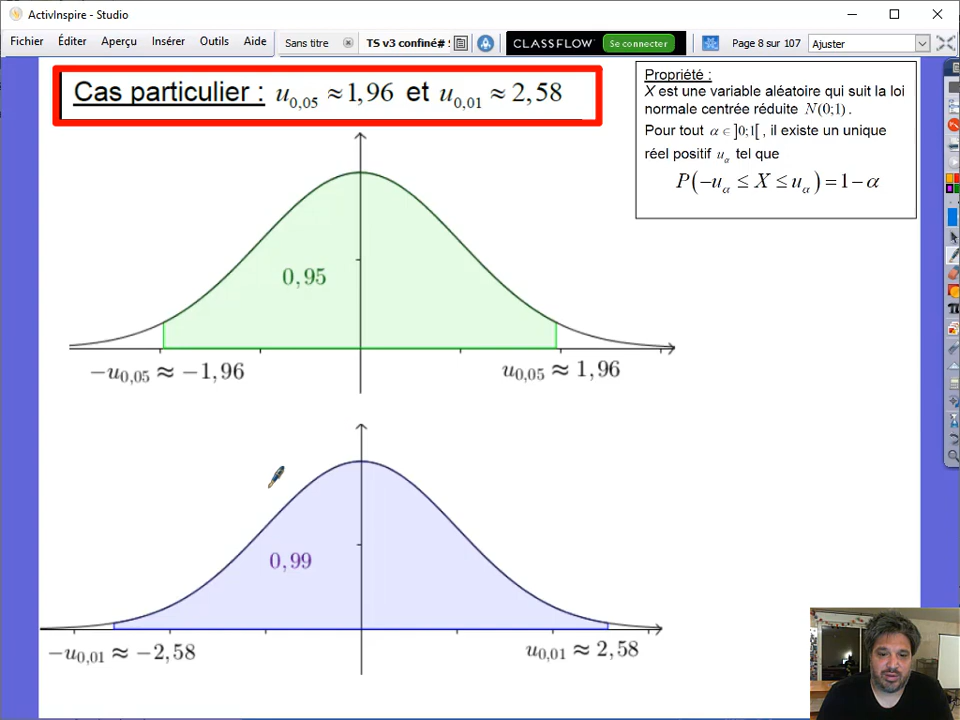 ActivInspire - Studio
Fichier Éditer Aperçu Insérer Outils Aide Sans titre TS v3 confiné# CLASSFLOW Se connecter Page 8 sur 107 Ajuster
Cas particulier : u₀,₀₅ ≈ 1,96 et u₀,₀₁ ≈ 2,58
Propriété :
X est une variable aléatoire qui suit la loi
normale centrée réduite N(0;1) .
Pour tout α ∈ ]0;1[ , il existe un unique
réel positif uα tel que
P(−uα ≤ X ≤ uα) = 1 − α
0,95
−u₀,₀₅ ≈ −1,96 u₀,₀₅ ≈ 1,96
0,99
−u₀,₀₁ ≈ −2,58 u₀,₀₁ ≈ 2,58